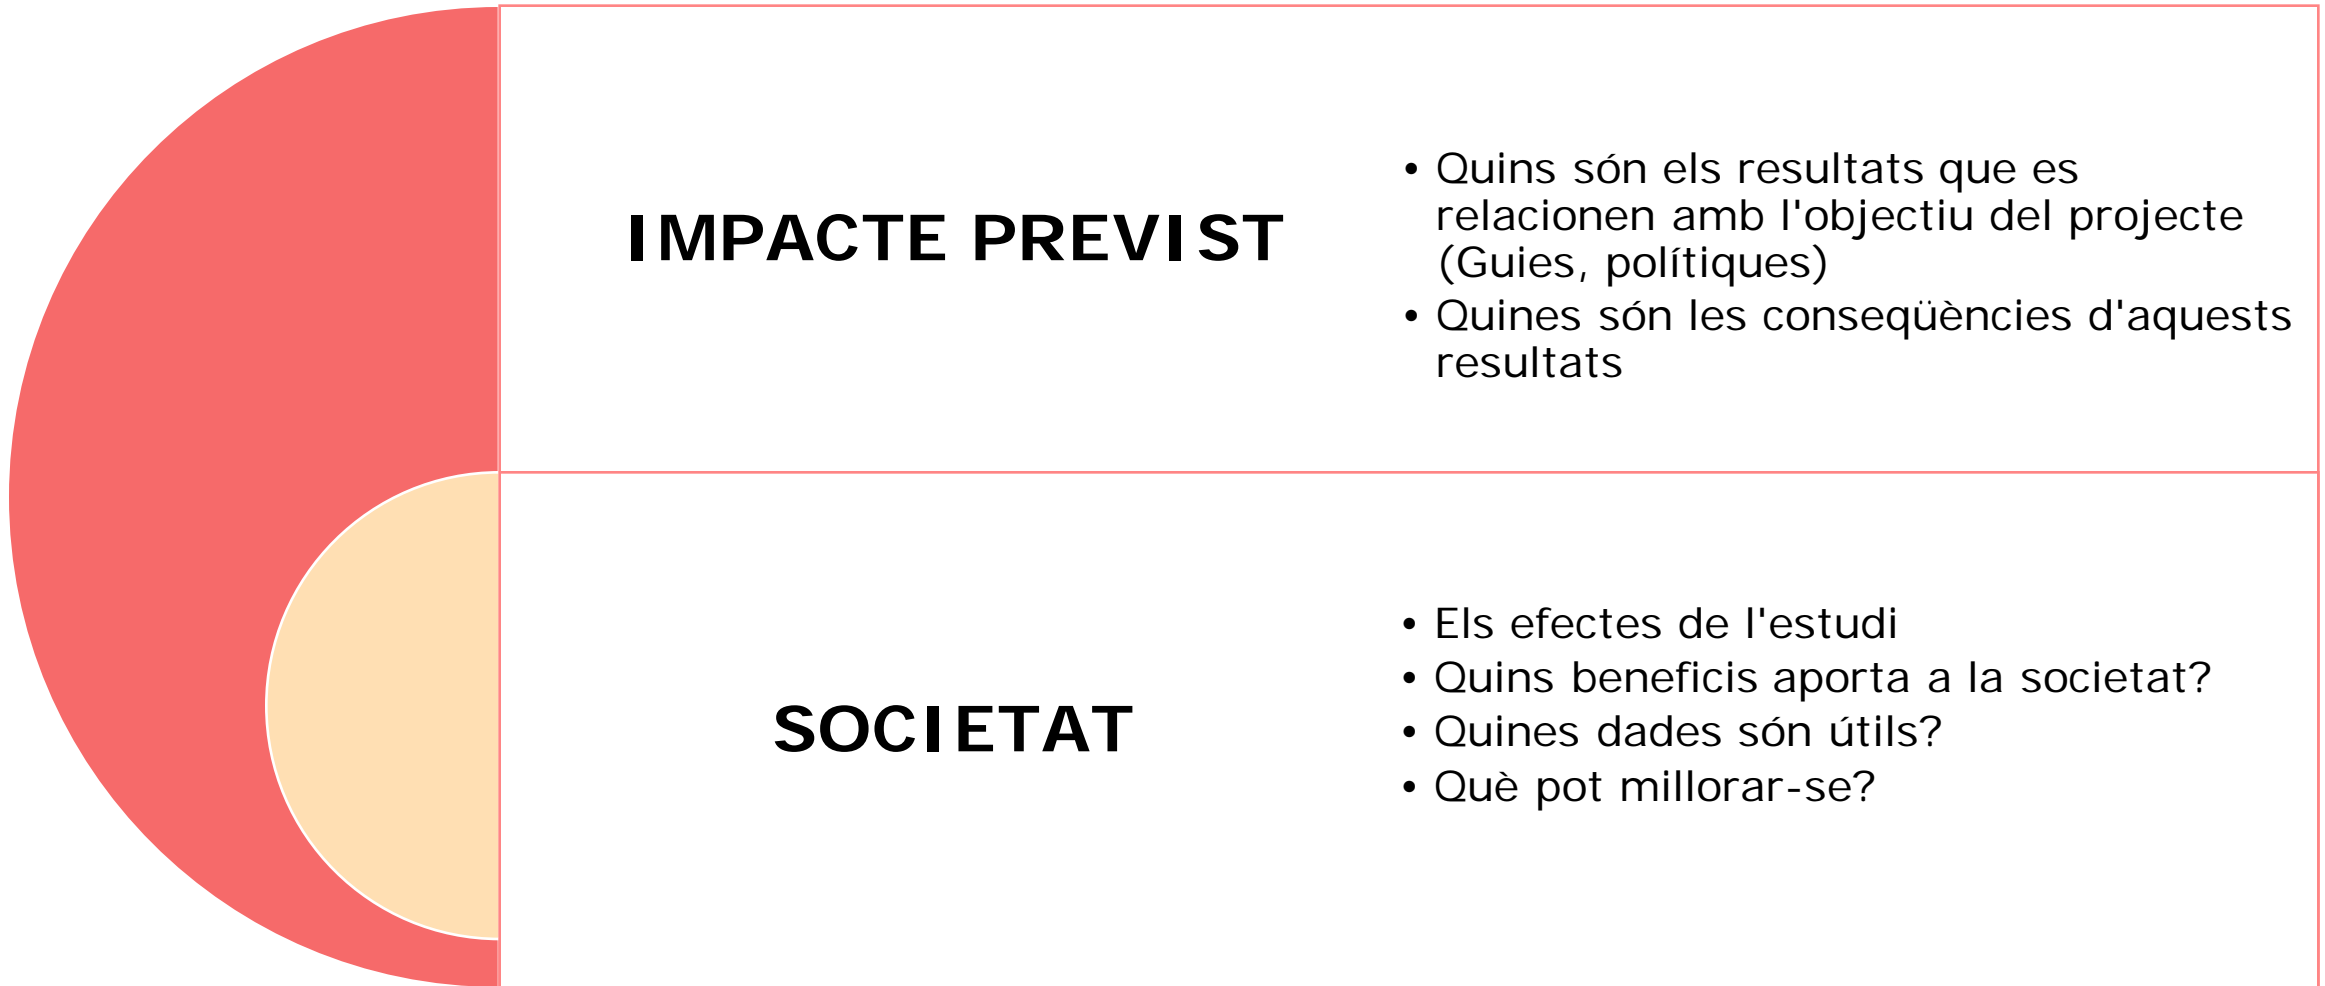 IMPACTE PREVIST
• Quins són els resultats que es
relacionen amb l'objectiu del projecte
(Guies, polítiques)
• Quines són les conseqüències d'aquests
resultats
SOCIETAT
• Els efectes de l'estudi
• Quins beneficis aporta a la societat?
• Quines dades són útils?
• Què pot millorar-se?